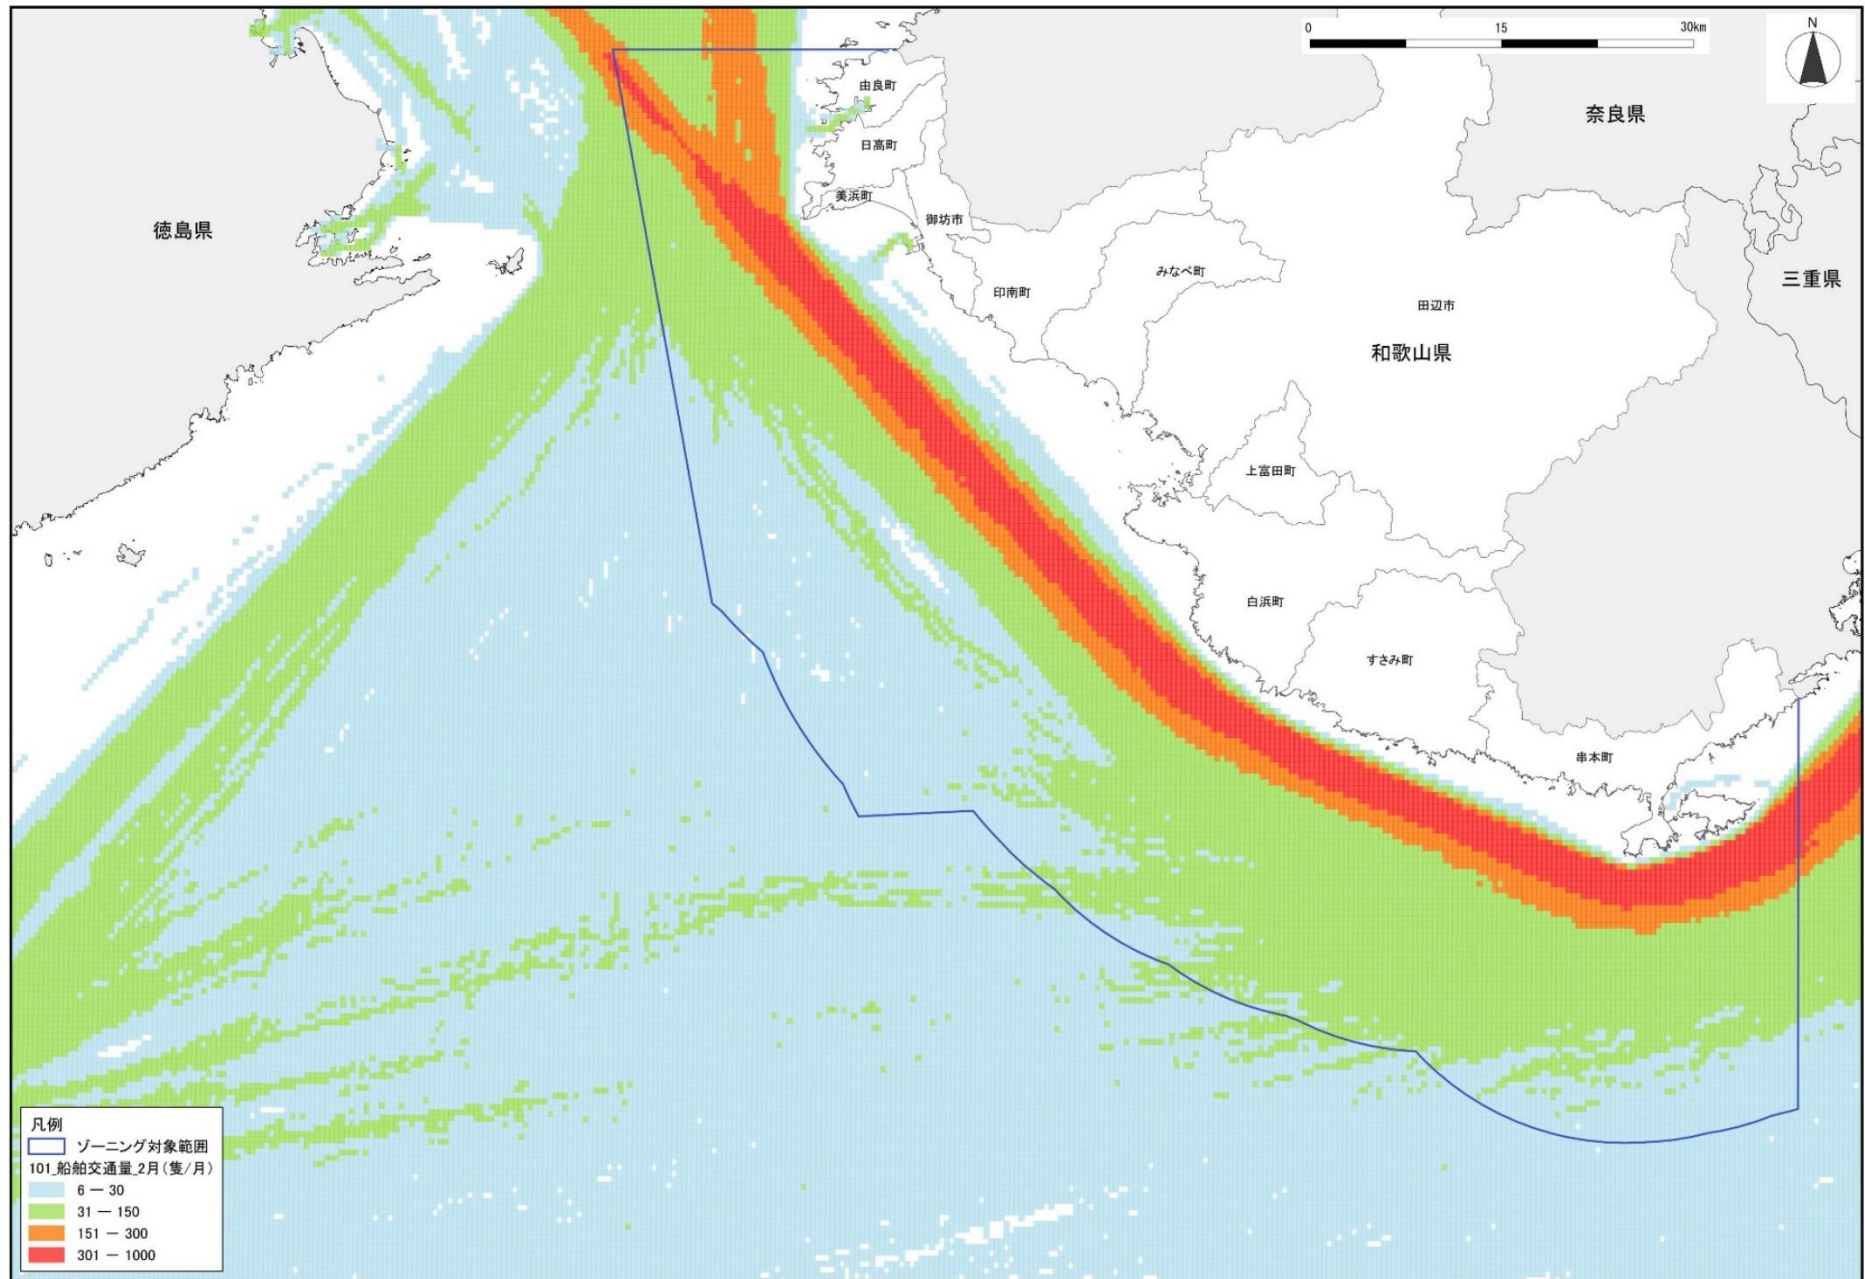 0 15 30km
N
由良町
奈良県
日高町
美浜町
御坊市
徳島県
みなべ町
三重県
印南町
田辺市
和歌山県
上富田町
白浜町
すさみ町
串本町
凡例
ゾーニング対象範囲
101_船舶交通量_2月(隻/月)
6 － 30
31 － 150
151 － 300
301 － 1000